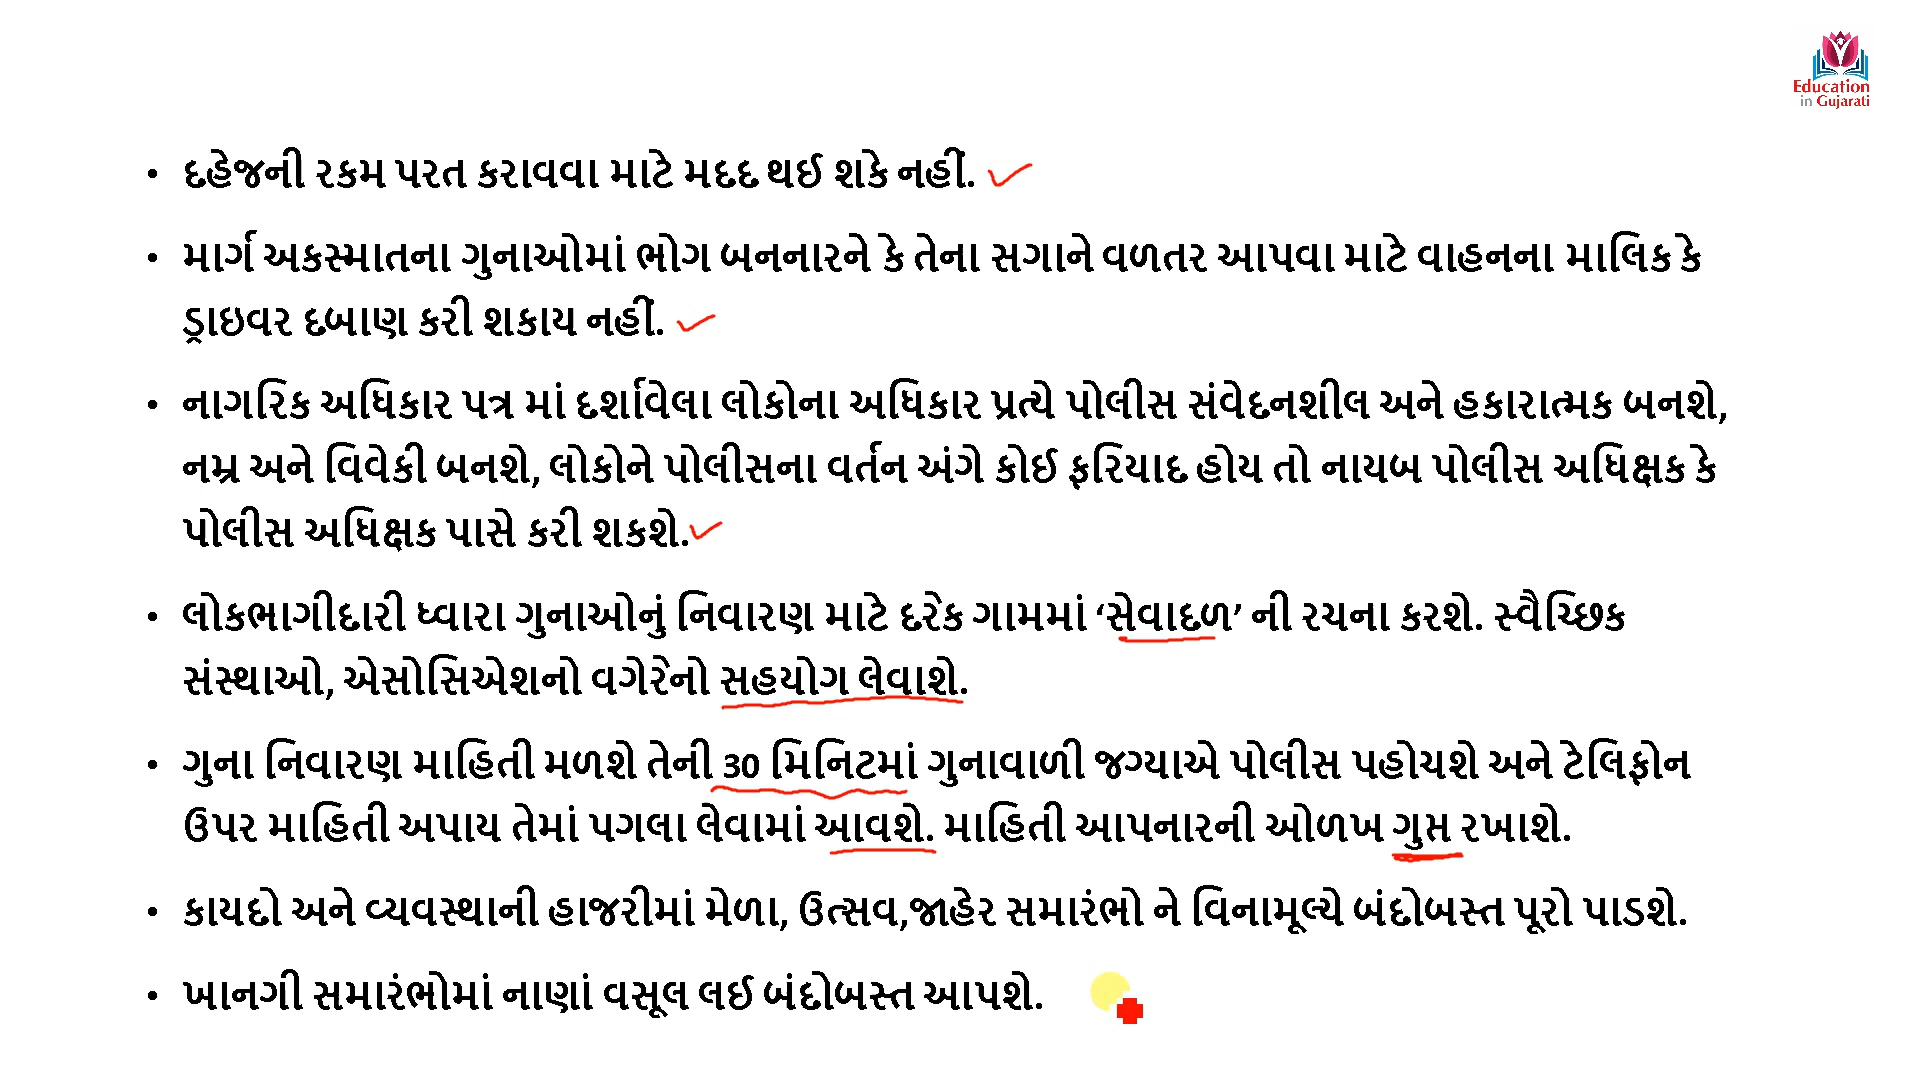 Education
in Gujarati
• દહેજની રકમ પરત કરાવવા માટે મદદ થઈ શકે નહીં.
• માર્ગ અકસ્માતના ગુનાઓમાં ભોગ બનનારને કે તેના સગાને વળતર આપવા માટે વાહનના માલિક કે
ડ્રાઇવર દબાણ કરી શકાય નહીં.
• નાગરિક અધિકાર પત્ર માં દર્શાવેલા લોકોના અધિકાર પ્રત્યે પોલીસ સંવેદનશીલ અને હકારાત્મક બનશે,
નમ્ર અને વિવેકી બનશે, લોકોને પોલીસના વર્તન અંગે કોઈ ફરિયાદ હોય તો નાયબ પોલીસ અધિક્ષક કે
પોલીસ અધિક્ષક પાસે કરી શકશે.
• લોકભાગીદારી ધ્વારા ગુનાઓનું નિવારણ માટે દરેક ગામમાં ‘સેવાદળ’ ની રચના કરશે. સ્વૈચ્છિક
સંસ્થાઓ, એસોસિએશનો વગેરેનો સહયોગ લેવાશે.
• ગુના નિવારણ માહિતી મળશે તેની 30 મિનિટમાં ગુનાવાળી જગ્યાએ પોલીસ પહોચશે અને ટેલિફોન
ઉપર માહિતી અપાય તેમાં પગલા લેવામાં આવશે. માહિતી આપનારની ઓળખ ગુપ્ત રખાશે.
• કાયદો અને વ્યવસ્થાની હાજરીમાં મેળા, ઉત્સવ,જાહેર સમારંભો ને વિનામૂલ્યે બંદોબસ્ત પૂરો પાડશે.
• ખાનગી સમારંભોમાં નાણાં વસૂલ લઈ બંદોબસ્ત આપશે.